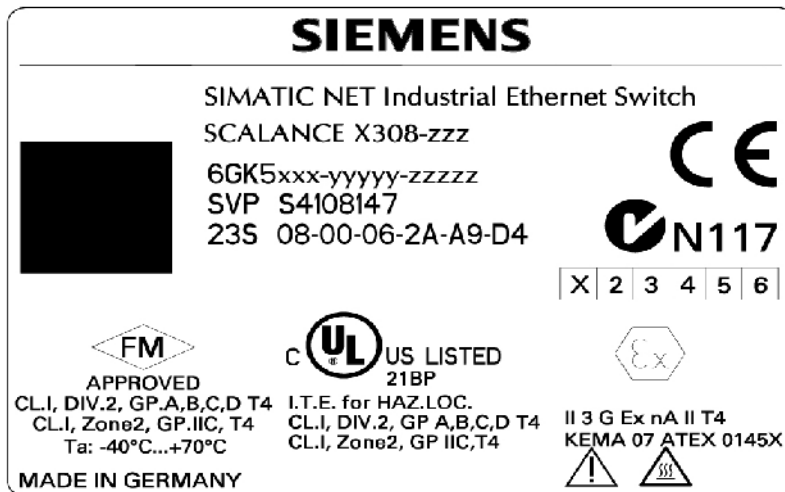 SIEMENS
SIMATIC NET Industrial Ethernet Switch
SCALANCE X308-zzz
6GK5xxx-yyyyy-zzzzz
SVP S4108147
23S 08-00-06-2A-A9-D4
CE
N117
X 2 3 4 5 6
FM
APPROVED
CL.I, DIV.2, GP.A,B,C,D T4
CL.I, Zone2, GP.IIC, T4
Ta: -40°C...+70°C
C UL ® US LISTED
21BP
I.T.E. for HAZ.LOC.
CL.I, DIV.2, GP A,B,C,D T4
CL.I, Zone2, GP IIC,T4
Ex
II 3 G Ex nA II T4
KEMA 07 ATEX 0145X
MADE IN GERMANY